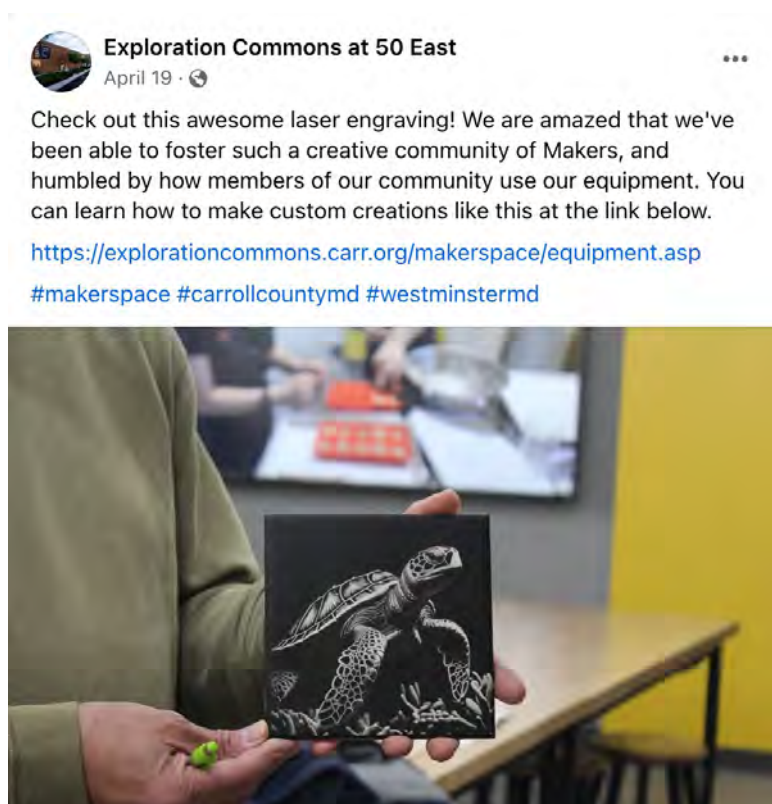 Exploration Commons at 50 East
April 19 ·
Check out this awesome laser engraving! We are amazed that we've
been able to foster such a creative community of Makers, and
humbled by how members of our community use our equipment. You
can learn how to make custom creations like this at the link below.
https://explorationcommons.carr.org/makerspace/equipment.asp
#makerspace #carrollcountymd #westminstermd